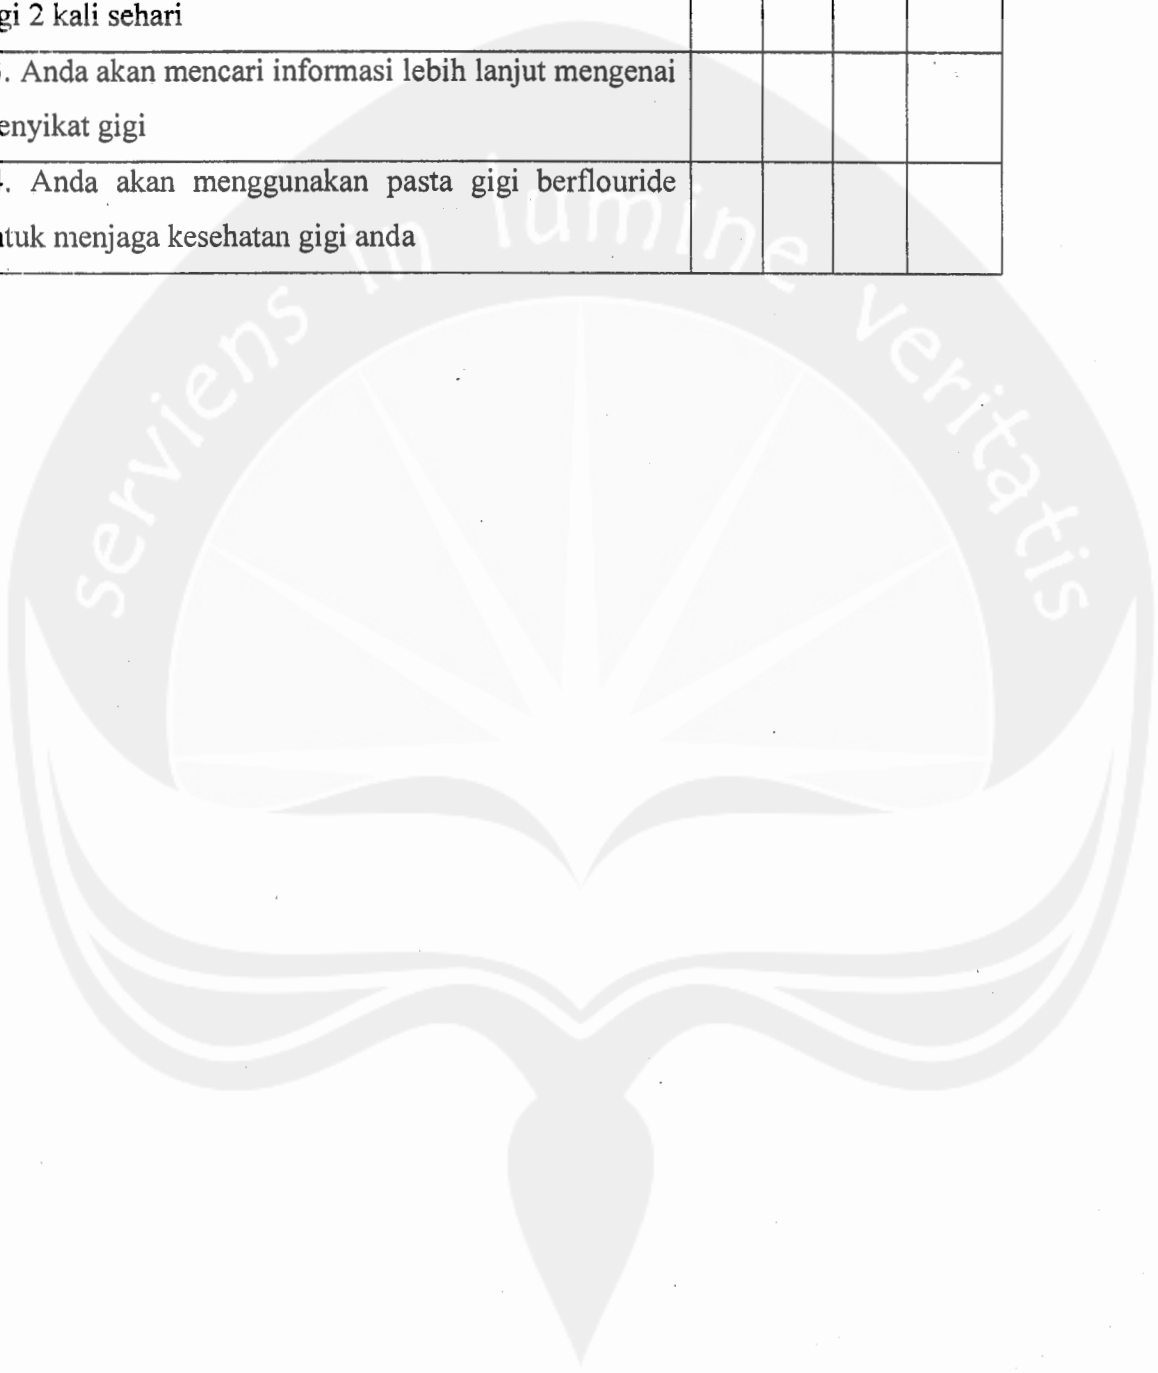 gi 2 kali sehari
. Anda akan mencari informasi lebih lanjut mengenai
enyikat gigi
. Anda akan menggunakan pasta gigi berflouride
tuk menjaga kesehatan gigi anda
serviens in lumine veritatis